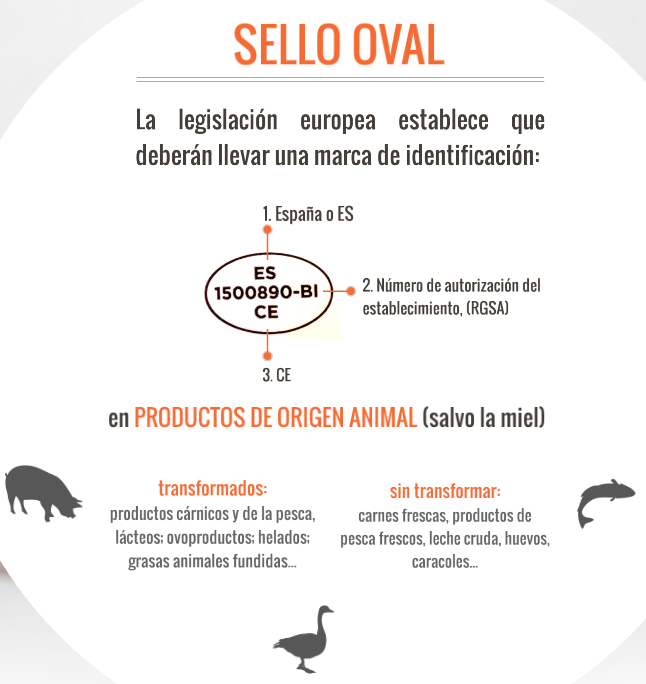 SELLO OVAL
La legislación europea establece que
deberán llevar una marca de identificación:
1. España o ES
ES
1500890-BI
CE
2. Número de autorización del
establecimiento, (RGSA)
3. CE
en PRODUCTOS DE ORIGEN ANIMAL (salvo la miel)
transformados:
productos cárnicos y de la pesca,
lácteos; ovoproductos; helados;
grasas animales fundidas...
sin transformar:
carnes frescas, productos de
pesca frescos, leche cruda, huevos,
caracoles...